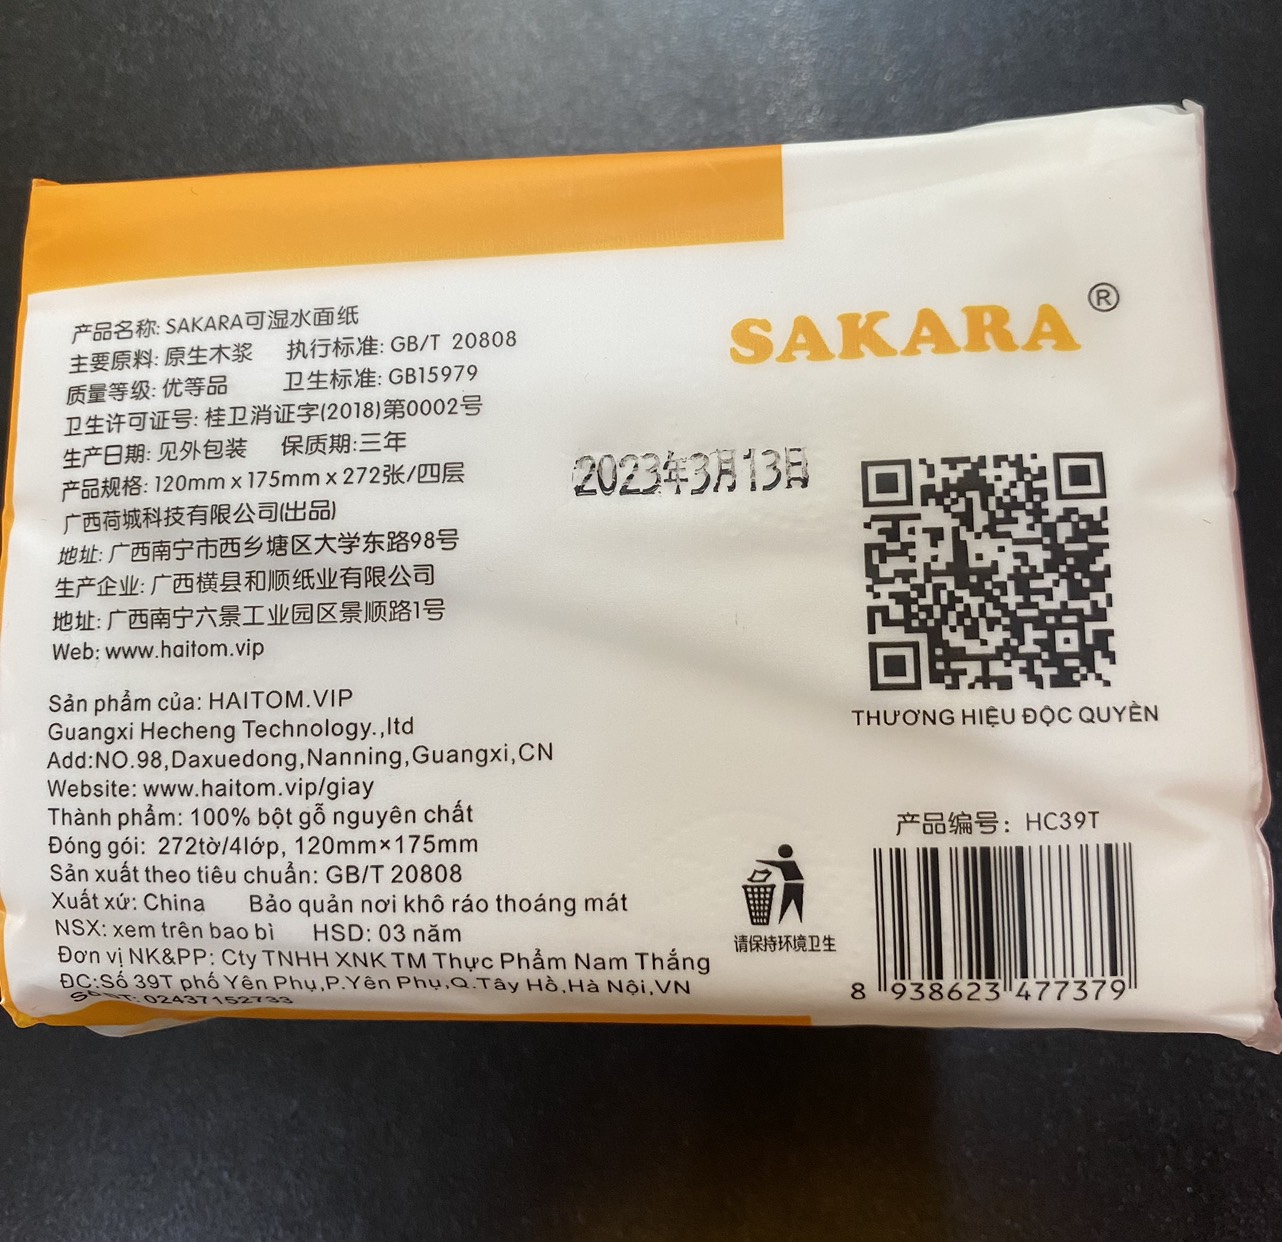 产品名称: SAKARA可湿水面纸
主要原料: 原生木浆 执行标准: GB/T 20808
质量等级: 优等品 卫生标准: GB15979
卫生许可证号: 桂卫消证字(2018)第0002号
生产日期: 见外包装 保质期:三年
产品规格: 120mm x 175mm x 272张/四层
广西荷城科技有限公司(出品)
地址: 广西南宁市西乡塘区大学东路98号
生产企业: 广西横县和顺纸业有限公司
地址: 广西南宁六景工业园区景顺路1号
Web: www.haitom.vip
Sản phẩm của: HAITOM.VIP
Guangxi Hecheng Technology.,ltd
Add:NO.98,Daxuedong,Nanning,Guangxi,CN
Website: www.haitom.vip/giay
Thành phẩm: 100% bột gỗ nguyên chất
Đóng gói: 272tờ/4lớp, 120mm×175mm
Sản xuất theo tiêu chuẩn: GB/T 20808
Xuất xứ: China Bảo quản nơi khô ráo thoáng mát
NSX: xem trên bao bì HSD: 03 năm
Đơn vị NK&PP: Cty TNHH XNK TM Thực Phẩm Nam Thắng
ĐC:Số 39T phố Yên Phụ,P.Yên Phụ,Q.Tây Hồ,Hà Nội,VN
02437152733
SAKARA®
2023年3月13日
THƯƠNG HIỆU ĐỘC QUYỀN
产品编号: HC39T
请保持环境卫生
8 938623 477379